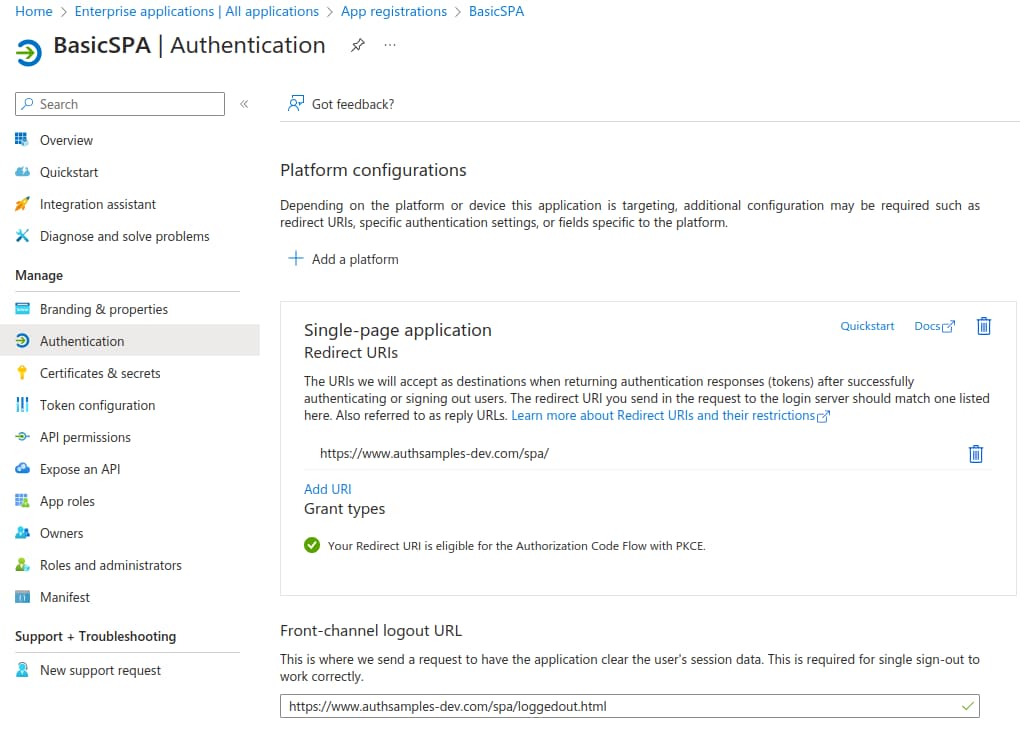 Home > Enterprise applications | All applications > App registrations > BasicSPA
BasicSPA | Authentication
Search
Overview
Quickstart
Integration assistant
Diagnose and solve problems
Manage
Branding & properties
Authentication
Certificates & secrets
Token configuration
API permissions
Expose an API
App roles
Owners
Roles and administrators
Manifest
Support + Troubleshooting
New support request
Got feedback?
Platform configurations
Depending on the platform or device this application is targeting, additional configuration may be required such as
redirect URIs, specific authentication settings, or fields specific to the platform.
Add a platform
Single-page application
Quickstart
Docs
Redirect URIs
The URIs we will accept as destinations when returning authentication responses (tokens) after successfully
authenticating or signing out users. The redirect URI you send in the request to the login server should match one listed
here. Also referred to as reply URLs. Learn more about Redirect URIs and their restrictions
https://www.authsamples-dev.com/spa/
Add URI
Grant types
Your Redirect URI is eligible for the Authorization Code Flow with PKCE.
Front-channel logout URL
This is where we send a request to have the application clear the user's session data. This is required for single sign-out to
work correctly.
https://www.authsamples-dev.com/spa/loggedout.html